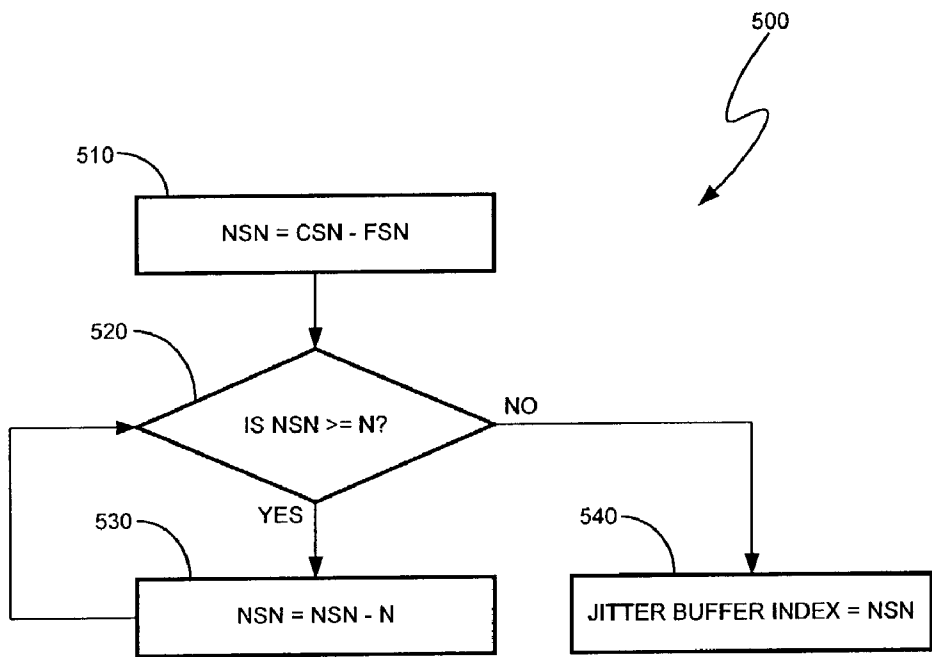 500
510
NSN = CSN - FSN
520
IS NSN >= N?
NO
YES
530
NSN = NSN - N
540
JITTER BUFFER INDEX = NSN